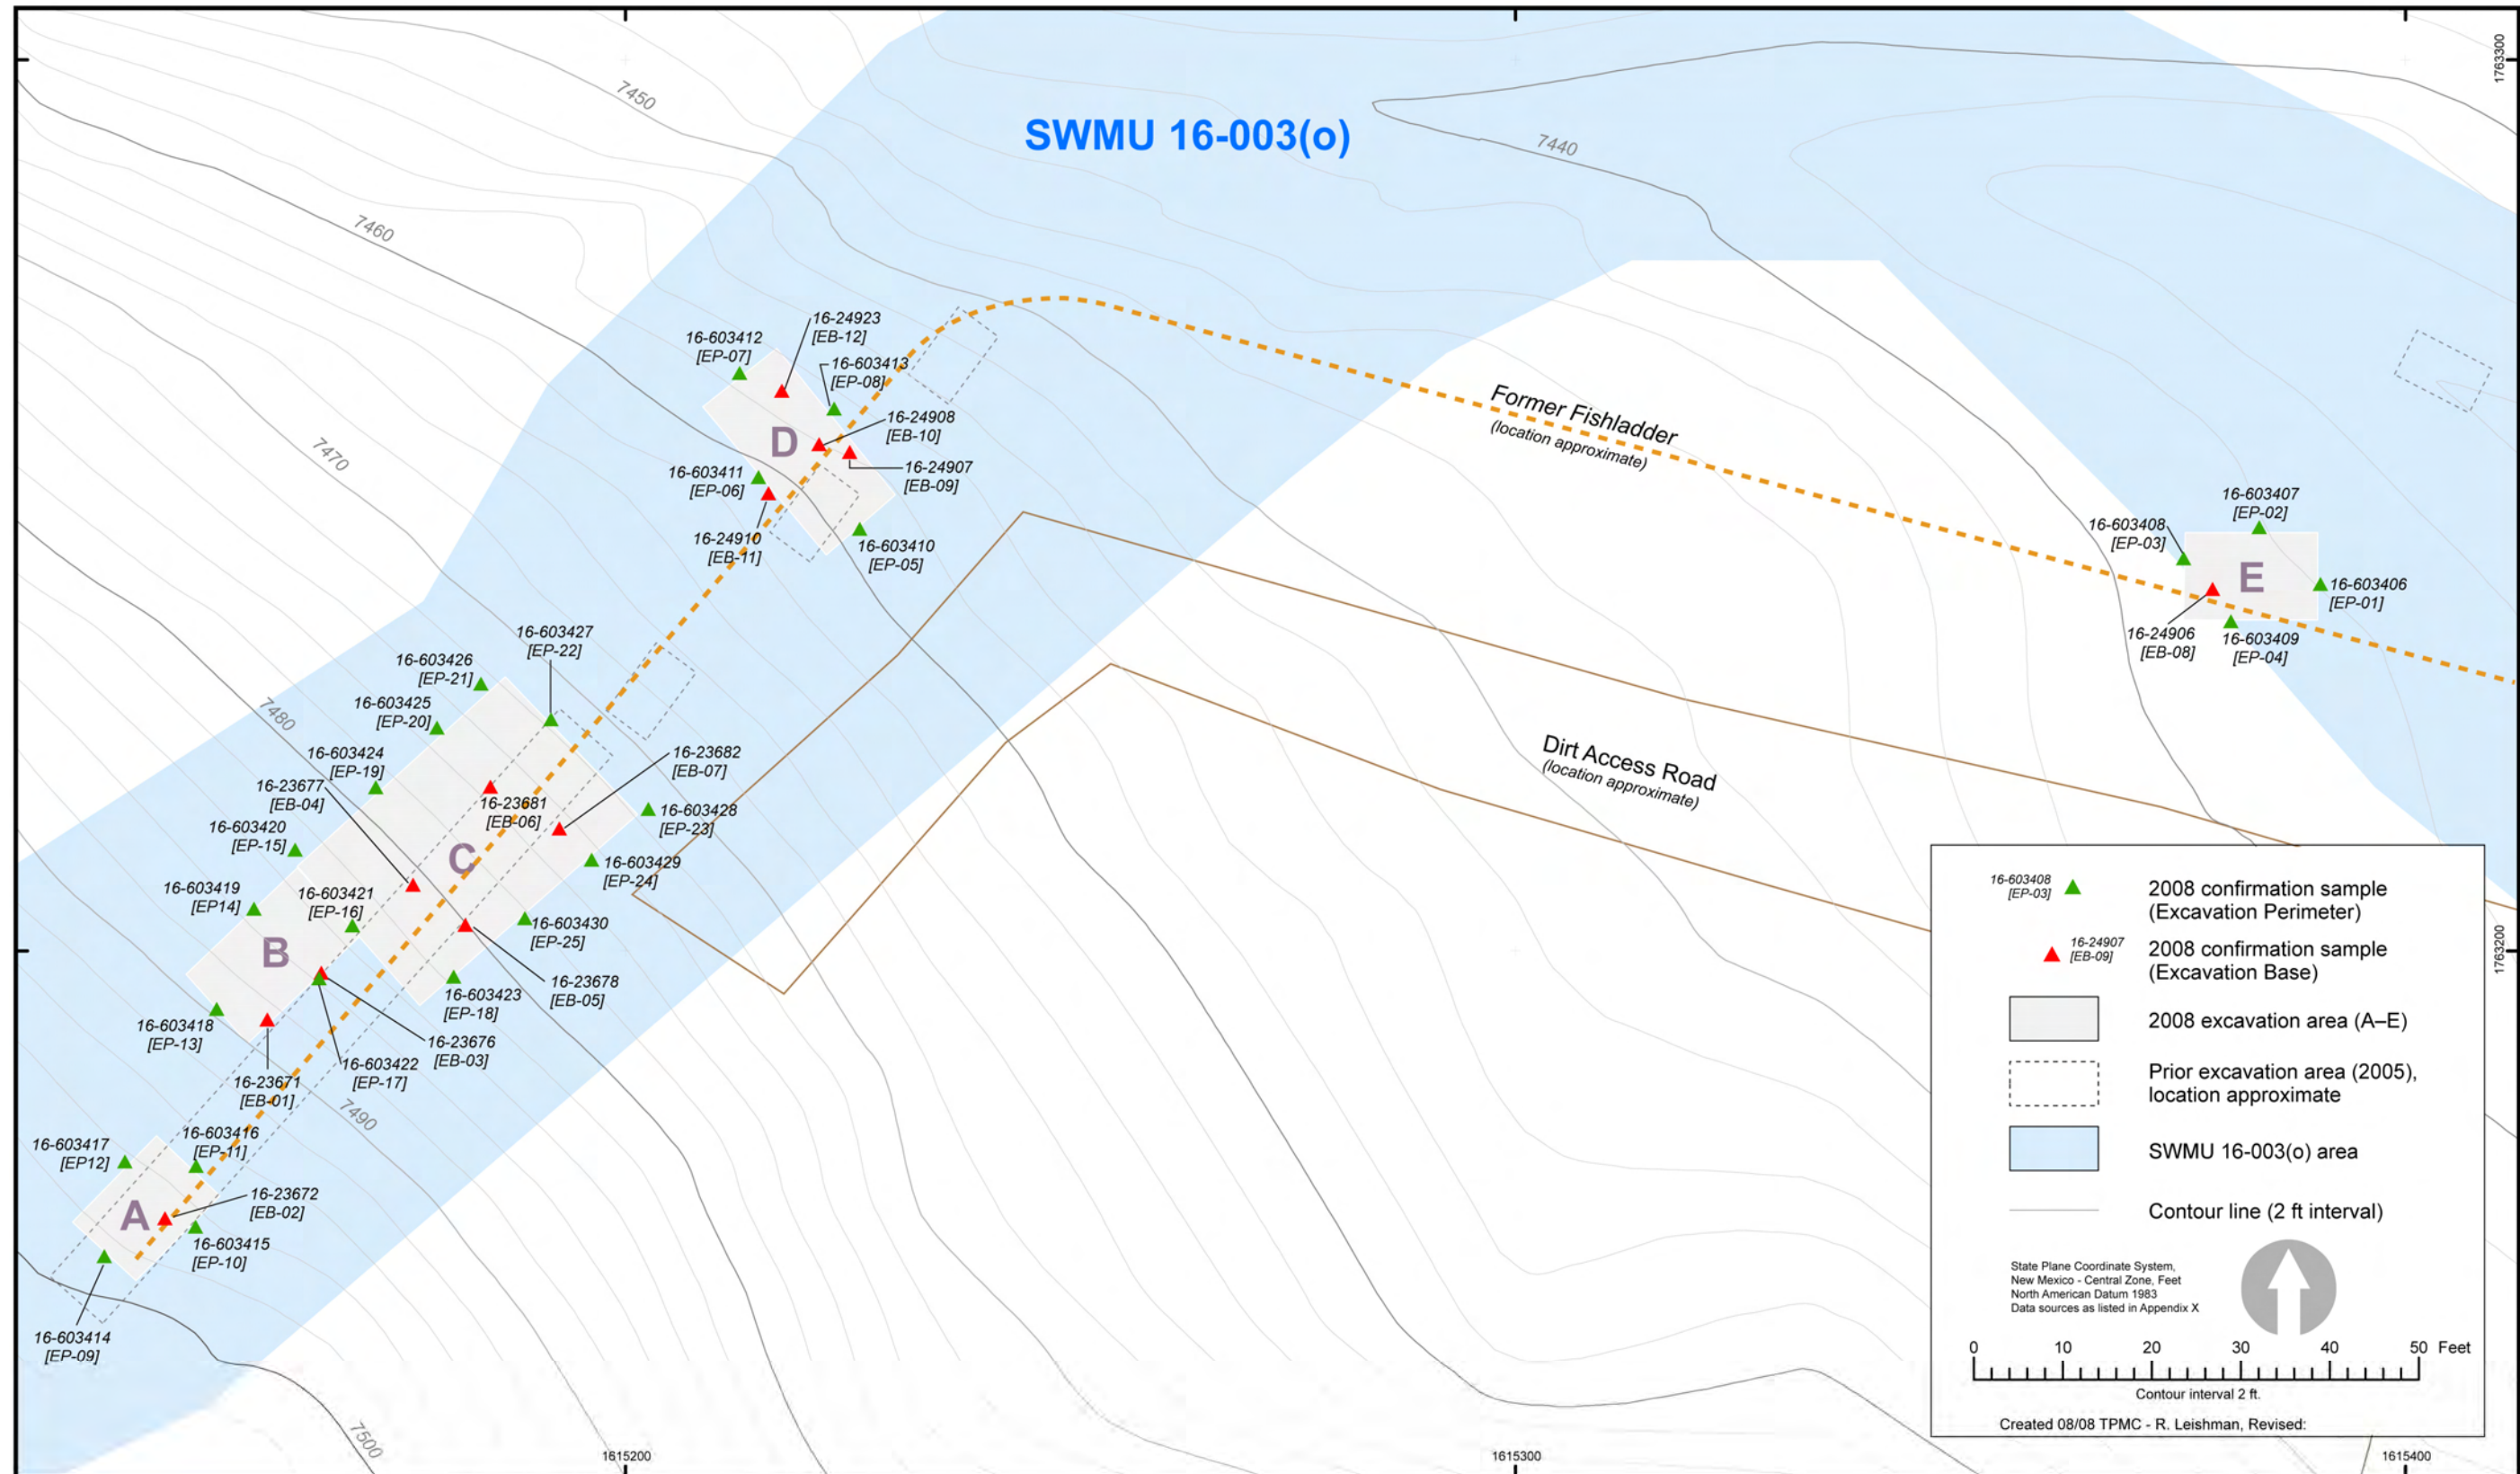 1763300
7450
SWMU 16-003(o)
7440
7460
16-24923
[EB-12]
16-603412
[EP-07]
16-603413
[EP-08]
16-24908
[EB-10]
D
16-24907
[EB-09]
16-603411
[EP-06]
16-24910
[EB-11]
16-603410
[EP-05]
7470
Former Fishladder
(location approximate)
16-603407
[EP-02]
16-603408
[EP-03]
E
16-603406
[EP-01]
16-24906
[EB-08]
16-603409
[EP-04]
16-603427
[EP-22]
16-603426
[EP-21]
16-603425
[EP-20]
7480
16-603424
[EP-19]
16-23677
[EB-04]
16-23682
[EB-07]
16-23681
[EB-06]
16-603428
[EP-23]
16-603420
[EP-15]
C
16-603429
[EP-24]
16-603419
[EP14]
16-603421
[EP-16]
16-603430
[EP-25]
B
16-23678
[EB-05]
16-603423
[EP-18]
16-603418
[EP-13]
16-23676
[EB-03]
16-603422
[EP-17]
16-23671
[EB-01]
7490
16-603417
[EP12]
16-603416
[EP-11]
A
16-23672
[EB-02]
16-603415
[EP-10]
16-603414
[EP-09]
7500
Dirt Access Road
(location approximate)
1763200
16-603408
[EP-03]
2008 confirmation sample
(Excavation Perimeter)
16-24907
[EB-09]
2008 confirmation sample
(Excavation Base)
2008 excavation area (A–E)
Prior excavation area (2005),
location approximate
SWMU 16-003(o) area
Contour line (2 ft interval)
State Plane Coordinate System,
New Mexico - Central Zone, Feet
North American Datum 1983
Data sources as listed in Appendix X
0 10 20 30 40 50 Feet
Contour interval 2 ft.
Created 08/08 TPMC - R. Leishman, Revised:
1615200
1615300
1615400